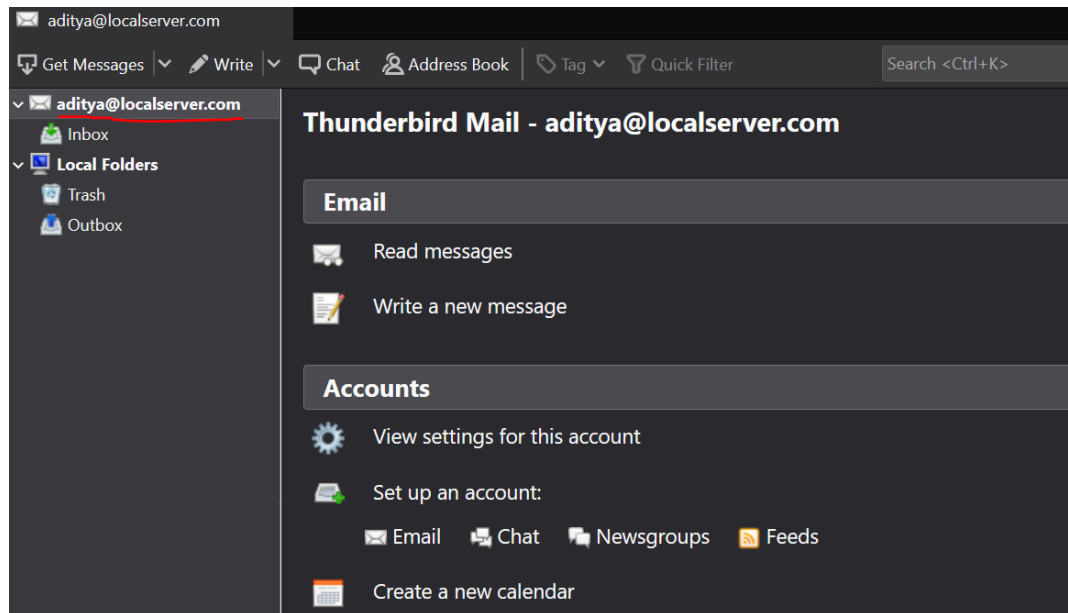 aditya@localserver.com
Get Messages Write Chat Address Book Tag Quick Filter Search <Ctrl+K>
aditya@localserver.com
Inbox
Local Folders
Trash
Outbox
Thunderbird Mail - aditya@localserver.com
Email
Read messages
Write a new message
Accounts
View settings for this account
Set up an account:
Email Chat Newsgroups Feeds
Create a new calendar